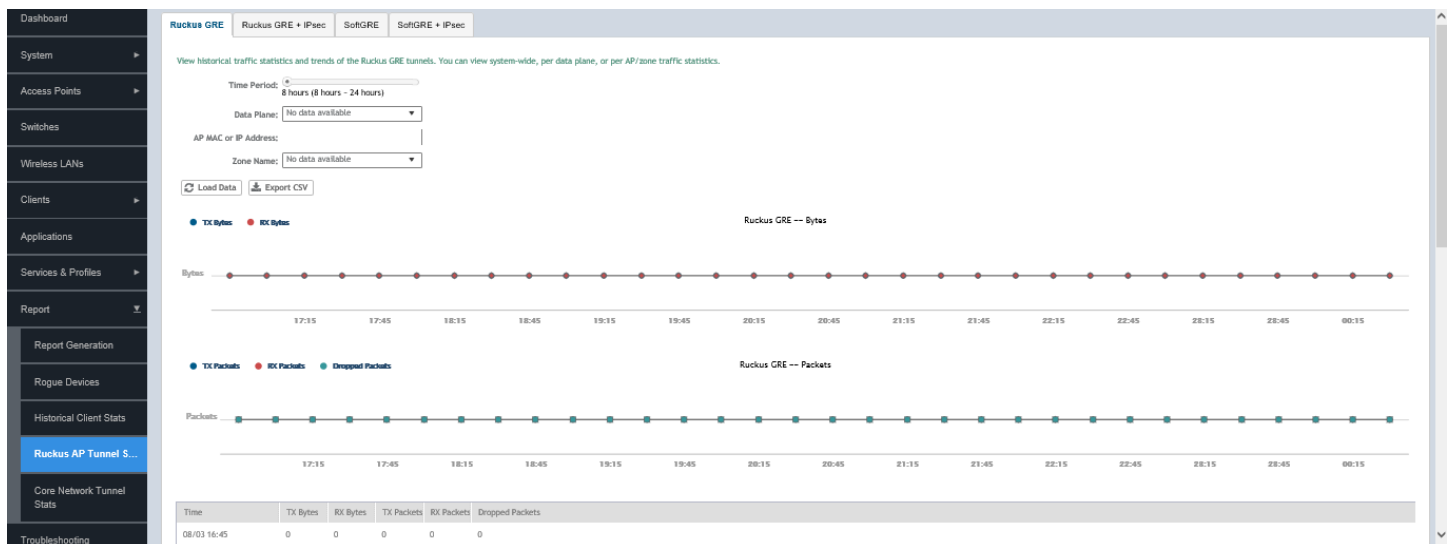 Dashboard
System
Access Points
Switches
Wireless LANs
Clients
Applications
Services & Profiles
Report
Report Generation
Rogue Devices
Historical Client Stats
Ruckus AP Tunnel S...
Core Network Tunnel
Stats
Troubleshooting
Ruckus GRE Ruckus GRE + IPsec SoftGRE SoftGRE + IPsec
View historical traffic statistics and trends of the Ruckus GRE tunnels. You can view system-wide, per data plane, or per AP/zone traffic statistics.
Time Period:
8 hours (8 hours - 24 hours)
Data Plane: No data available
AP MAC or IP Address:
Zone Name: No data available
Load Data Export CSV
TX Bytes RX Bytes Ruckus GRE -- Bytes
Bytes
17:15 17:45 18:15 18:45 19:15 19:45 20:15 20:45 21:15 21:45 22:15 22:45 23:15 23:45 00:15
TX Packets RX Packets Dropped Packets Ruckus GRE -- Packets
Packets
17:15 17:45 18:15 18:45 19:15 19:45 20:15 20:45 21:15 21:45 22:15 22:45 23:15 23:45 00:15
Time TX Bytes RX Bytes TX Packets RX Packets Dropped Packets
08/03 16:45 0 0 0 0 0